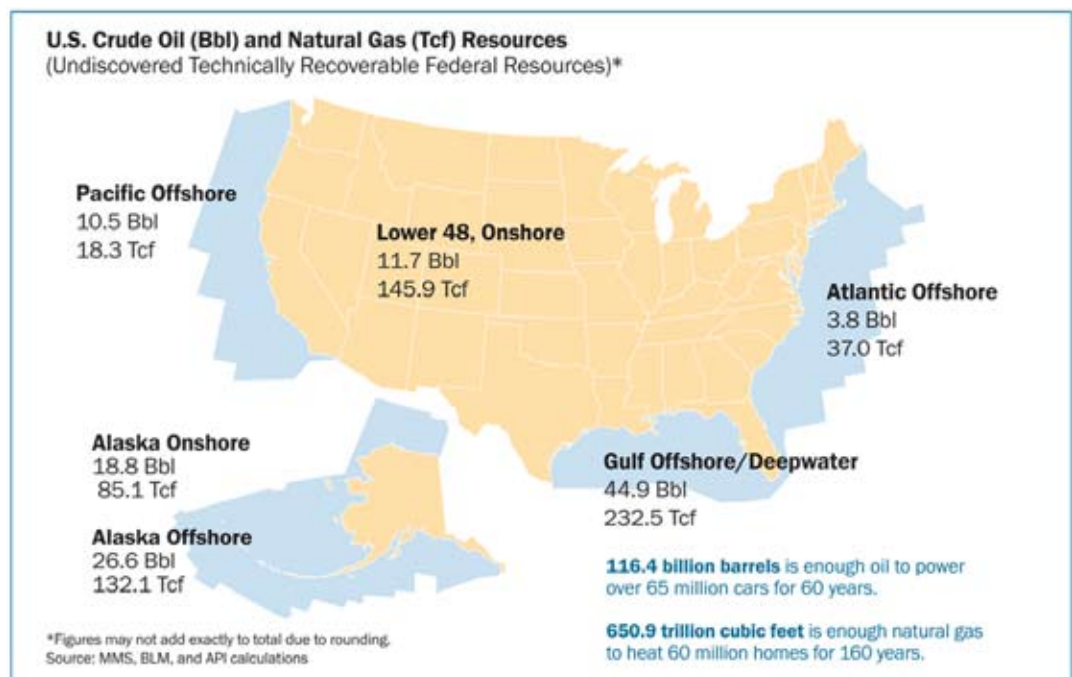 U.S. Crude Oil (Bbl) and Natural Gas (Tcf) Resources
(Undiscovered Technically Recoverable Federal Resources)*
Pacific Offshore
10.5 Bbl
18.3 Tcf
Lower 48, Onshore
11.7 Bbl
145.9 Tcf
Atlantic Offshore
3.8 Bbl
37.0 Tcf
Alaska Onshore
18.8 Bbl
85.1 Tcf
Gulf Offshore/Deepwater
44.9 Bbl
232.5 Tcf
Alaska Offshore
26.6 Bbl
132.1 Tcf
116.4 billion barrels is enough oil to power
over 65 million cars for 60 years.
650.9 trillion cubic feet is enough natural gas
to heat 60 million homes for 160 years.
*Figures may not add exactly to total due to rounding.
Source: MMS, BLM, and API calculations